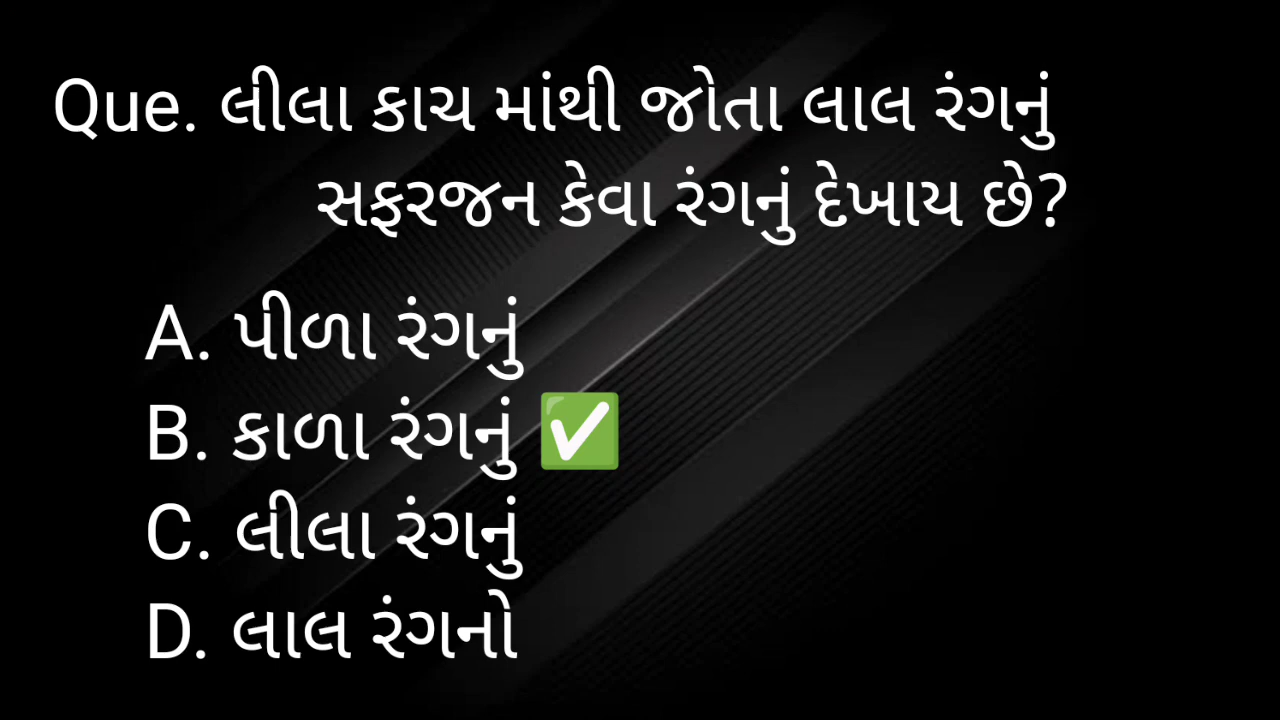 Que. લીલા કાચ માંથી જોતા લાલ રંગનું
સફરજન કેવા રંગનું દેખાય છે?
A. પીળા રંગનું
B. કાળા રંગનું ✅
C. લીલા રંગનું
D. લાલ રંગનો